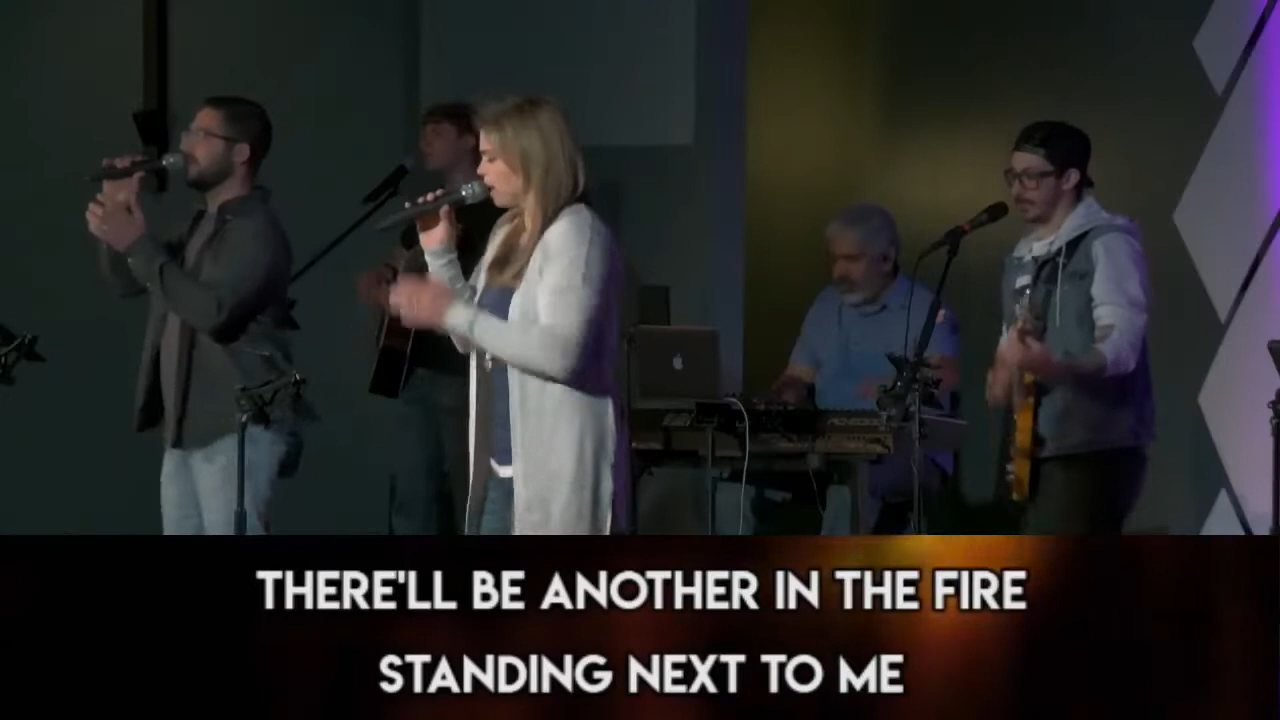 THERE'LL BE ANOTHER IN THE FIRE
STANDING NEXT TO ME